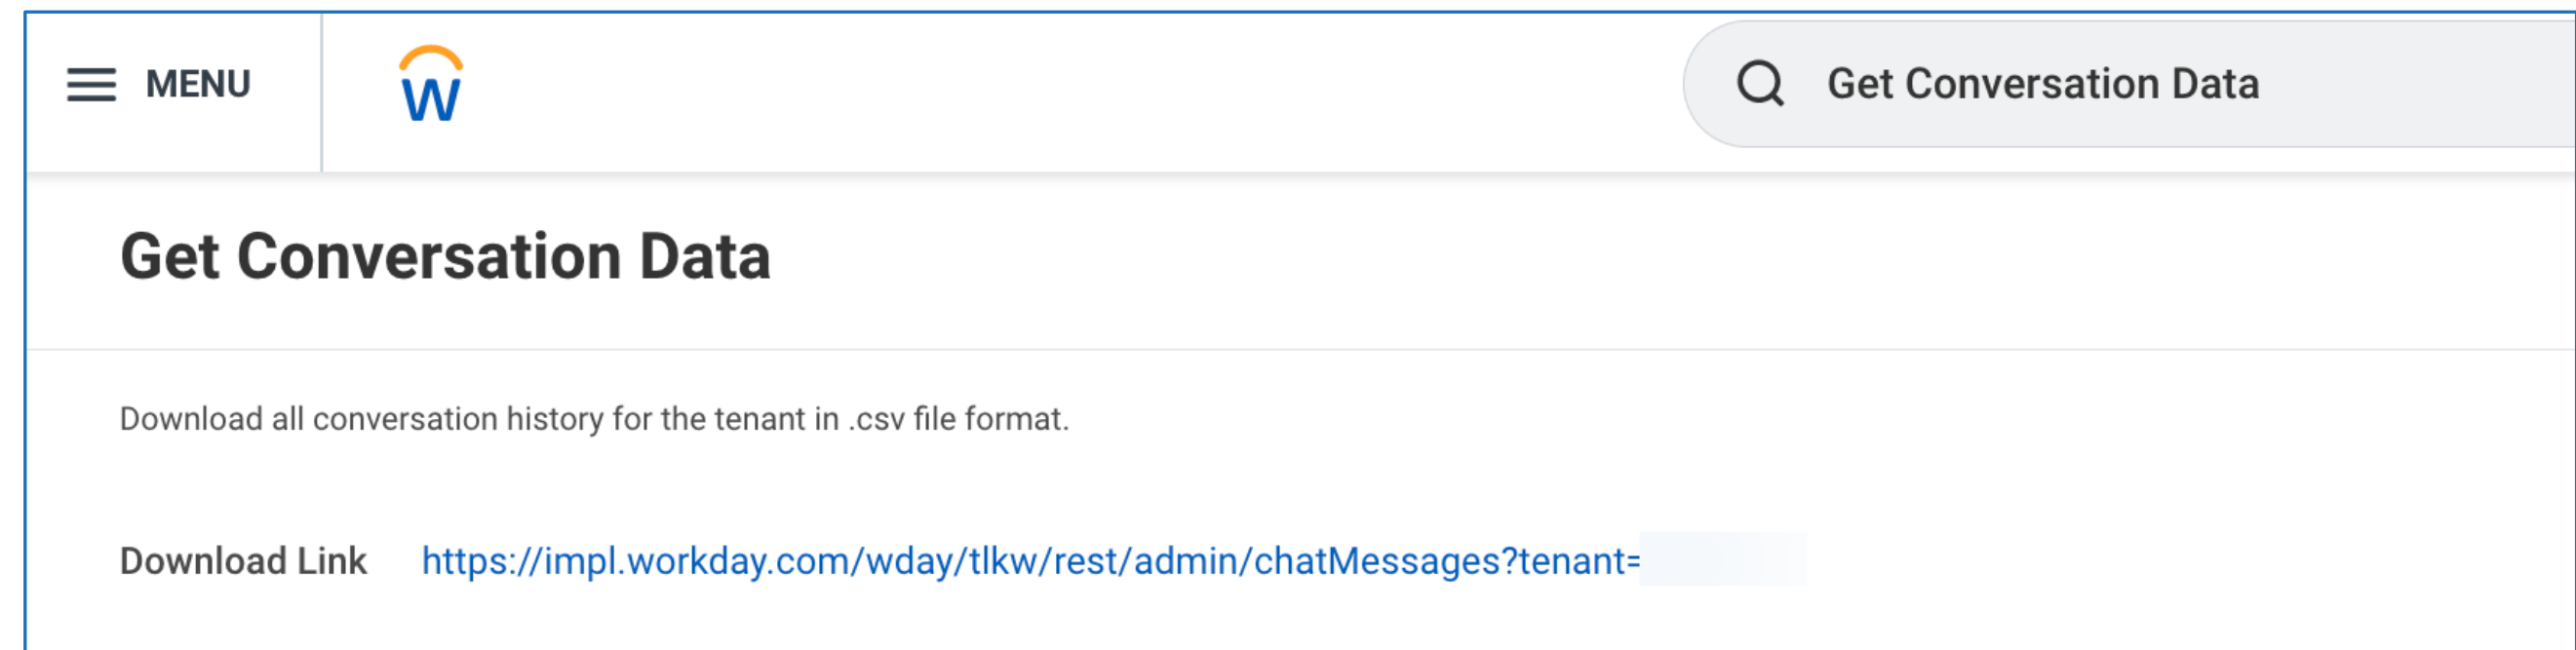 MENU
W
Get Conversation Data
Get Conversation Data
Download all conversation history for the tenant in .csv file format.
Download Link https://impl.workday.com/wday/tlkw/rest/admin/chatMessages?tenant=